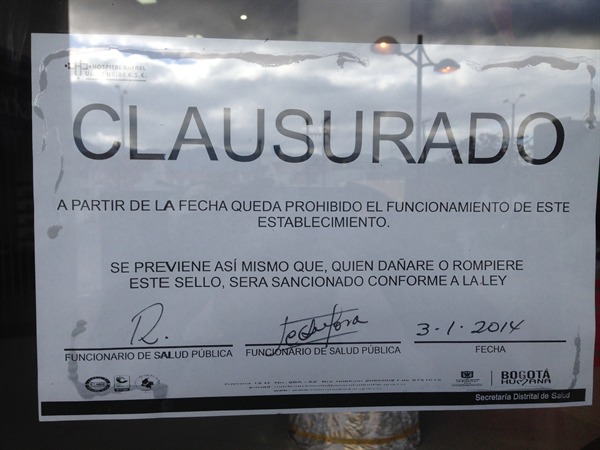 HOSPITAL
CLAUSURADO
A PARTIR DE LA FECHA QUEDA PROHIBIDO EL FUNCIONAMIENTO DE ESTE
ESTABLECIMIENTO.
SE PREVIENE ASÍ MISMO QUE, QUIEN DAÑARE O ROMPIERE
ESTE SELLO, SERA SANCIONADO CONFORME A LA LEY
R. 3-1-2014
FUNCIONARIO DE SALUD PÚBLICA FUNCIONARIO DE SALUD PÚBLICA FECHA
BOGOTÁ
HUMANA
Secretaría Distrital de Salud